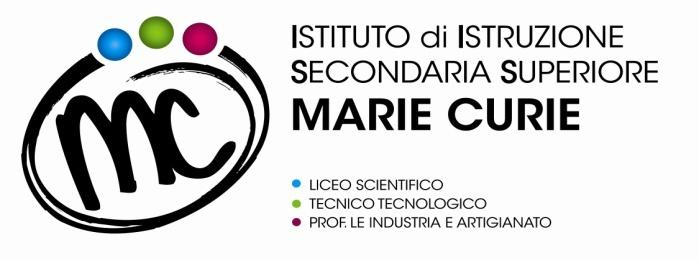 mc
ISTITUTO di ISTRUZIONE
SECONDARIA SUPERIORE
MARIE CURIE
LICEO SCIENTIFICO
TECNICO TECNOLOGICO
PROF. LE INDUSTRIA E ARTIGIANATO